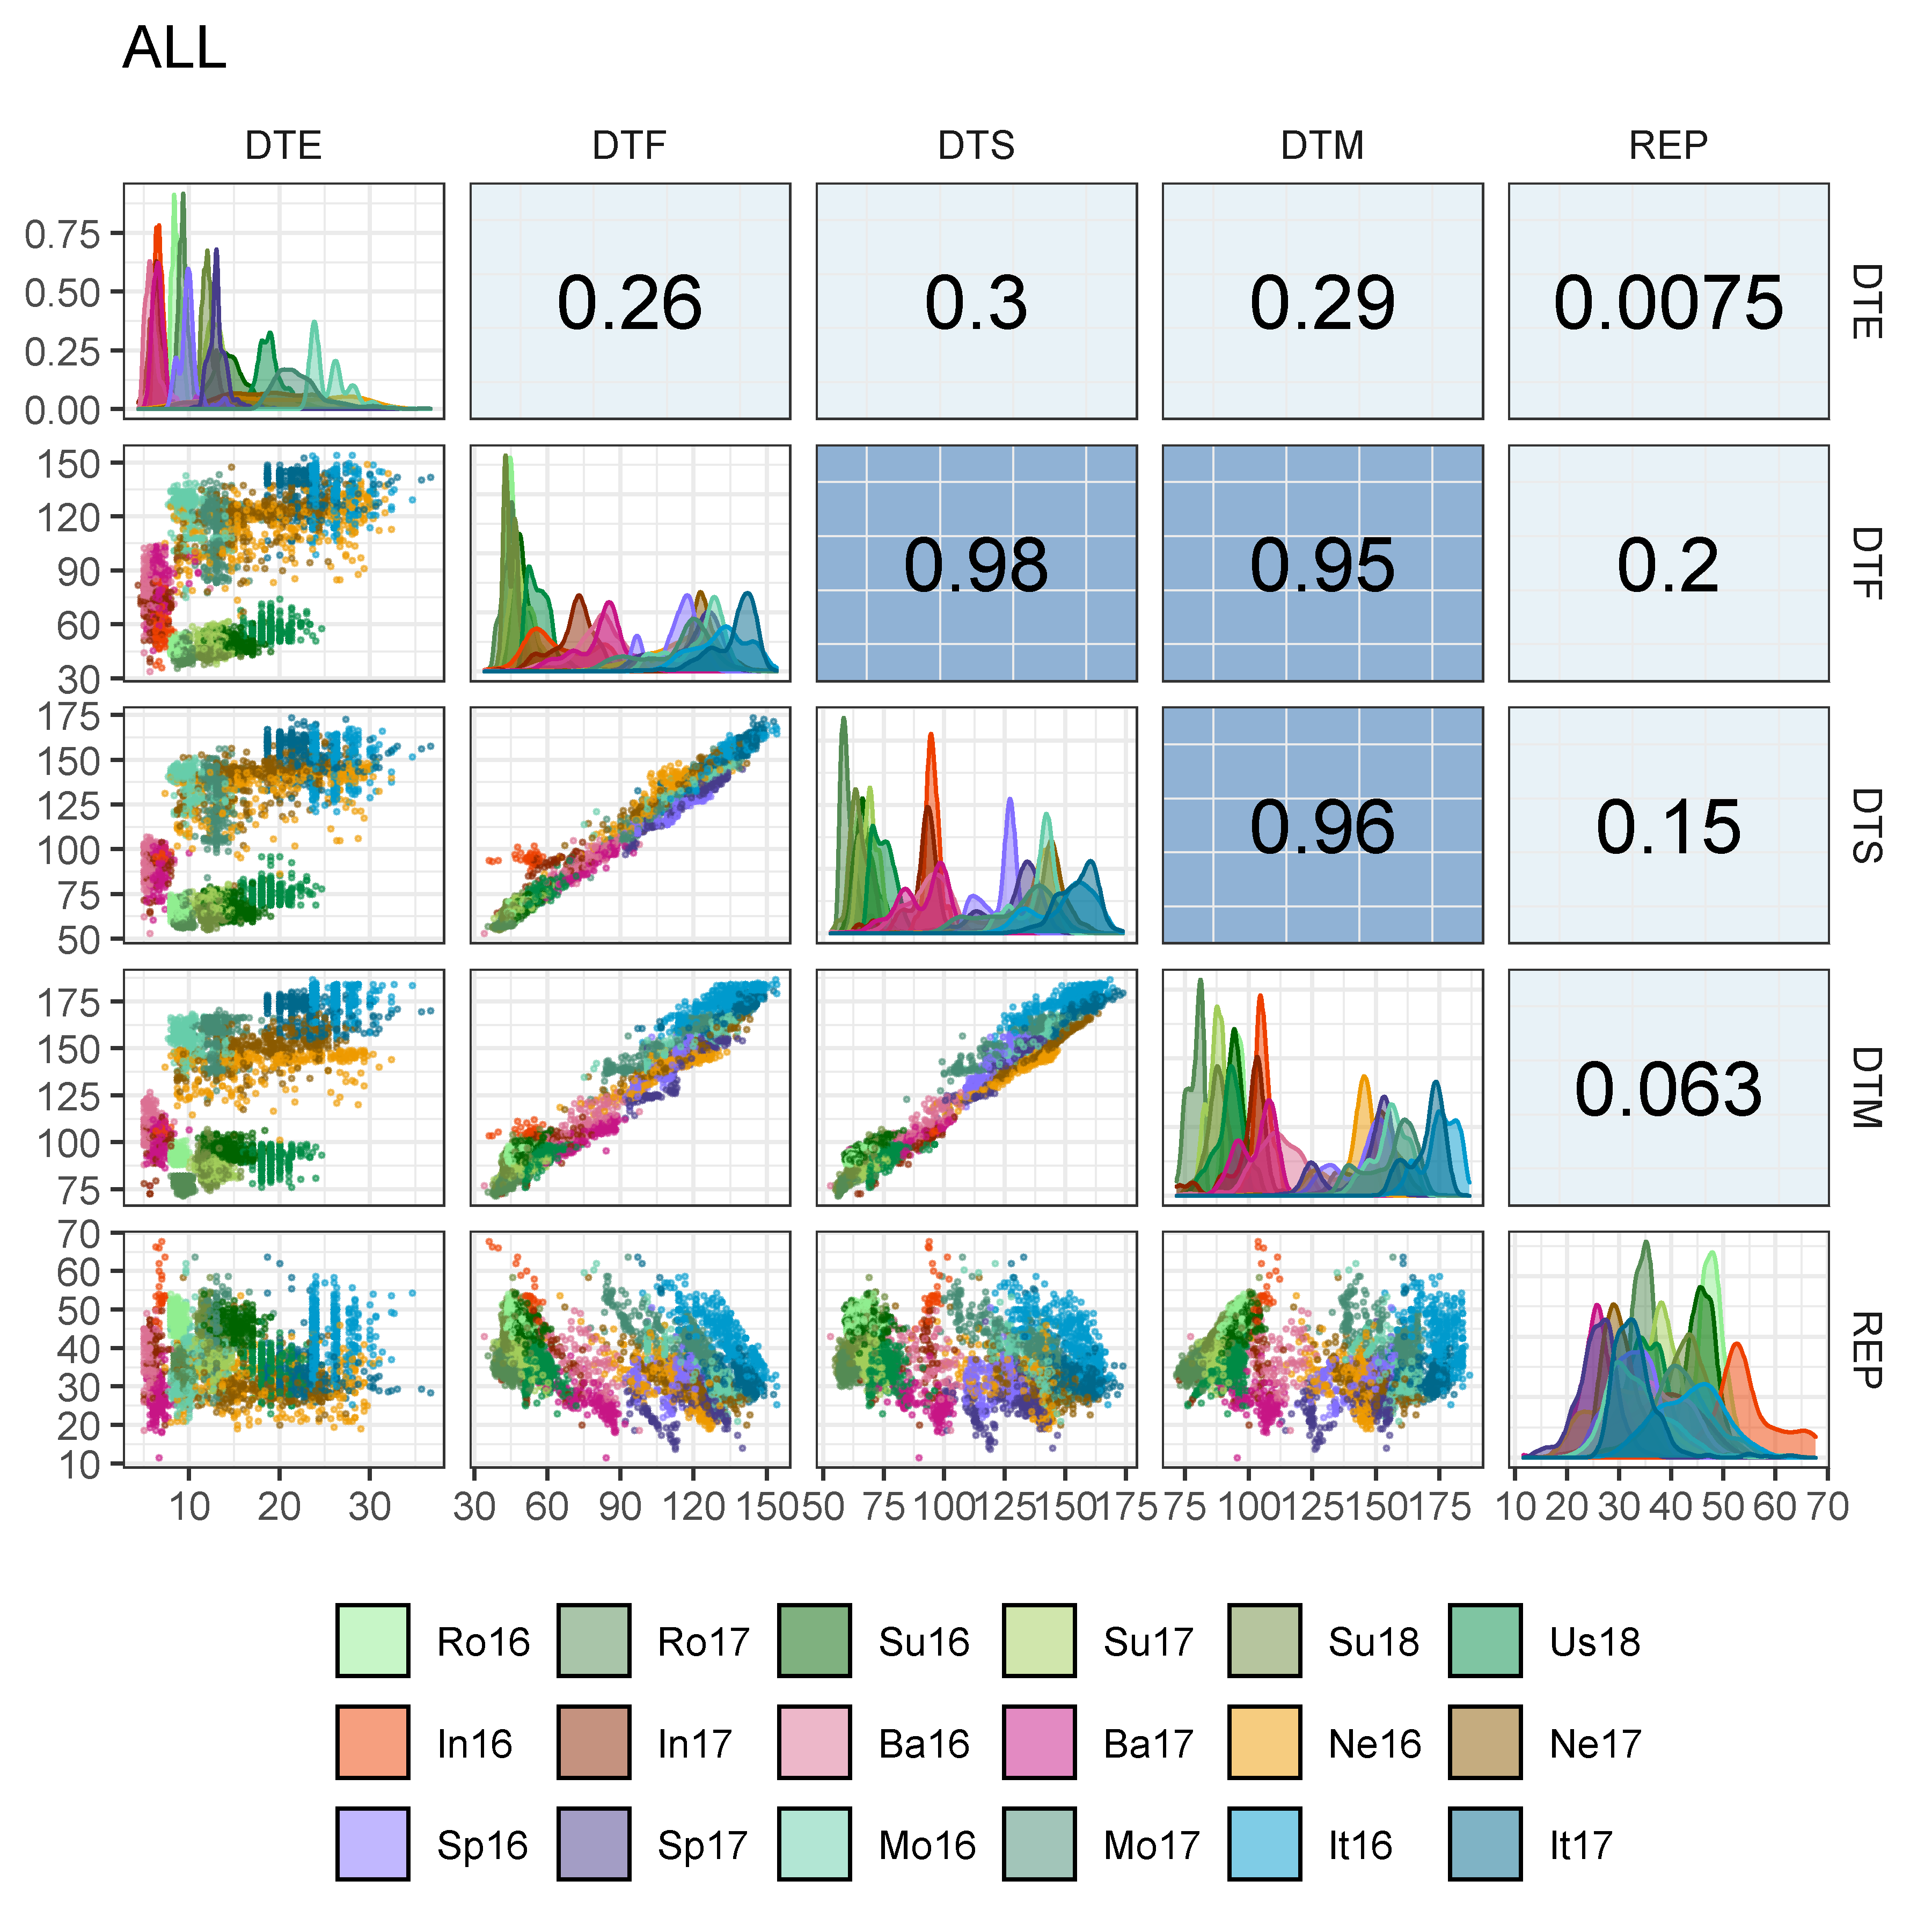 ALL
DTE DTF DTS DTM REP
0.75
0.50
0.25
0.00
0.26 0.3 0.29 0.0075
DTE
150
120
90
60
30
0.98 0.95 0.2
DTF
175
150
125
100
75
50
0.96 0.15
DTS
175
150
125
100
75
0.063
DTM
70
60
50
40
30
20
10
REP
10 20 30 30 60 90 120 150 50 75 100 125 150 175 75 100 125 150 175 10 20 30 40 50 60 70
Ro16 Ro17 Su16 Su17 Su18 Us18
In16 In17 Ba16 Ba17 Ne16 Ne17
Sp16 Sp17 Mo16 Mo17 It16 It17